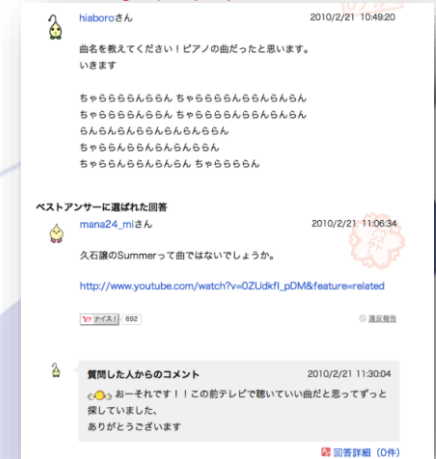 hiaboroさん 2010/2/21 10:49:20
曲名を教えてください！ピアノの曲だったと思います。
いきます
ちゃらららららんららん ちゃらららららんららんららん
ちゃらららららんららん ちゃらららららんららんららん
らんらんらんららんらんらんららん
ちゃららんららんらんらんららん
ちゃららんららんらんらん ちゃらららららん
ベストアンサーに選ばれた回答
mana24_miさん 2010/2/21 11:06:34
久石譲のSummerって曲ではないでしょうか。
http://www.youtube.com/watch?v=0ZUdkfI_pDM&feature=related
ナイス！ 692 違反報告
質問した人からのコメント 2010/2/21 11:30:04
おーそれです！！この前テレビで聴いていい曲だと思ってずっと
探していました、
ありがとうございます
回答詳細（0件）